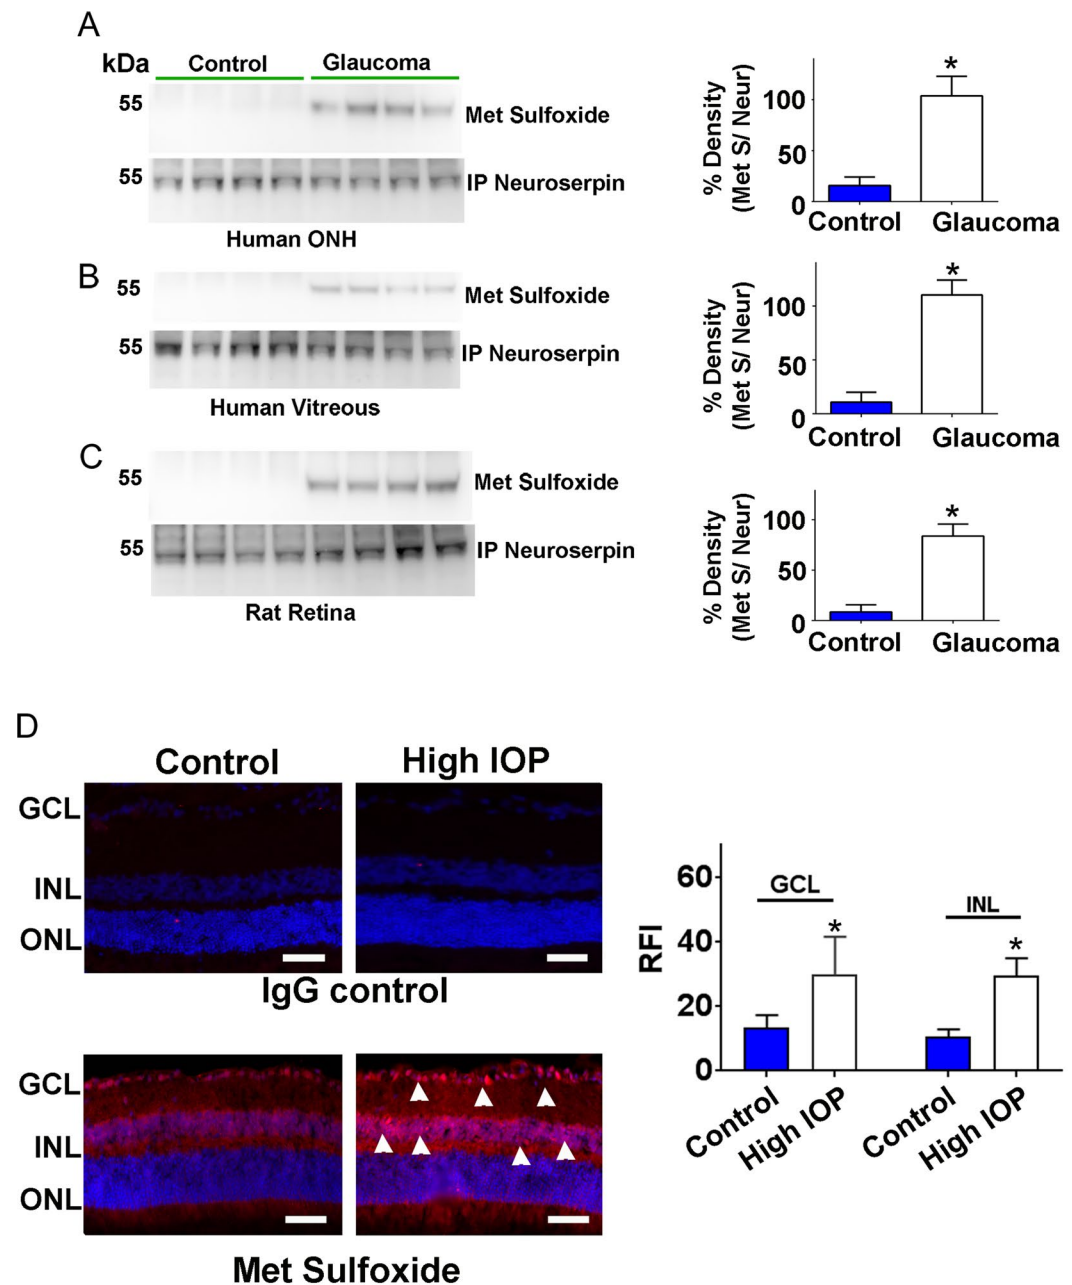 A
kDa Control Glaucoma
55 Met Sulfoxide
55 IP Neuroserpin
Human ONH
% Density
(Met S/ Neur)
100
50
0
*
Control Glaucoma
B
55 Met Sulfoxide
55 IP Neuroserpin
Human Vitreous
% Density
(Met S/ Neur)
100
50
0
*
Control Glaucoma
C
55 Met Sulfoxide
55 IP Neuroserpin
Rat Retina
% Density
(Met S/ Neur)
100
50
0
*
Control Glaucoma
D
Control High IOP
GCL
INL
ONL
IgG control
GCL
INL
ONL
Met Sulfoxide
RFI
60
40
20
0
GCL
*
INL
*
Control
High IOP
Control
High IOP